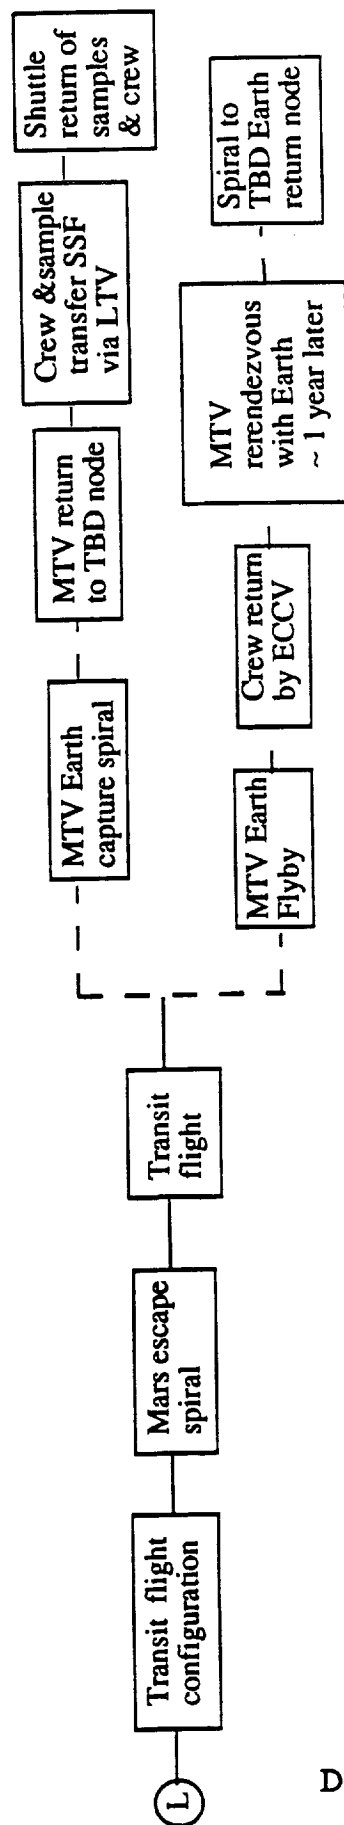 L
Transit flight
configuration
Mars escape
spiral
Transit
flight
MTV Earth
capture spiral
MTV return
to TBD node
Crew &sample
transfer SSF
via LTV
Shuttle
return of
samples
& crew
MTV Earth
Flyby
Crew return
by ECCV
MTV
rerendezvous
with Earth
~ 1 year later
Spiral to
TBD Earth
return node
D